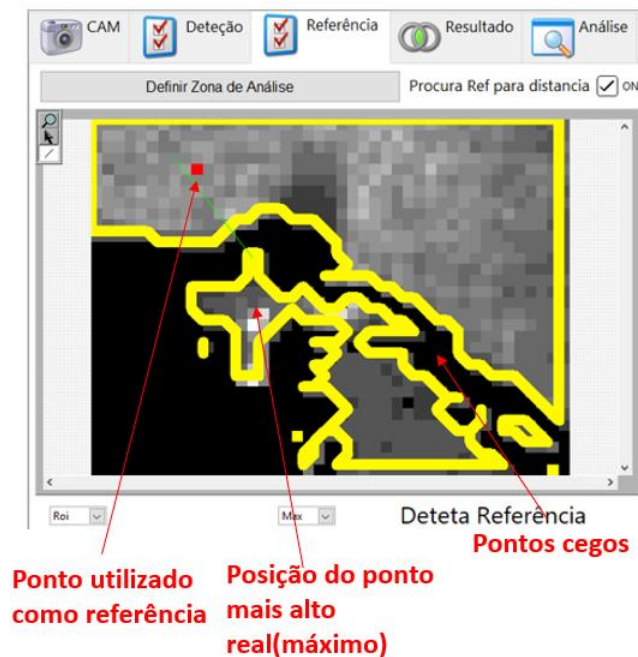 CAM
Deteção
Referência
Resultado
Análise
Definir Zona de Análise
Procura Ref para distancia
ON
Roi
Max
Deteta Referência
Pontos cegos
Ponto utilizado
como referência
Posição do ponto
mais alto
real(máximo)